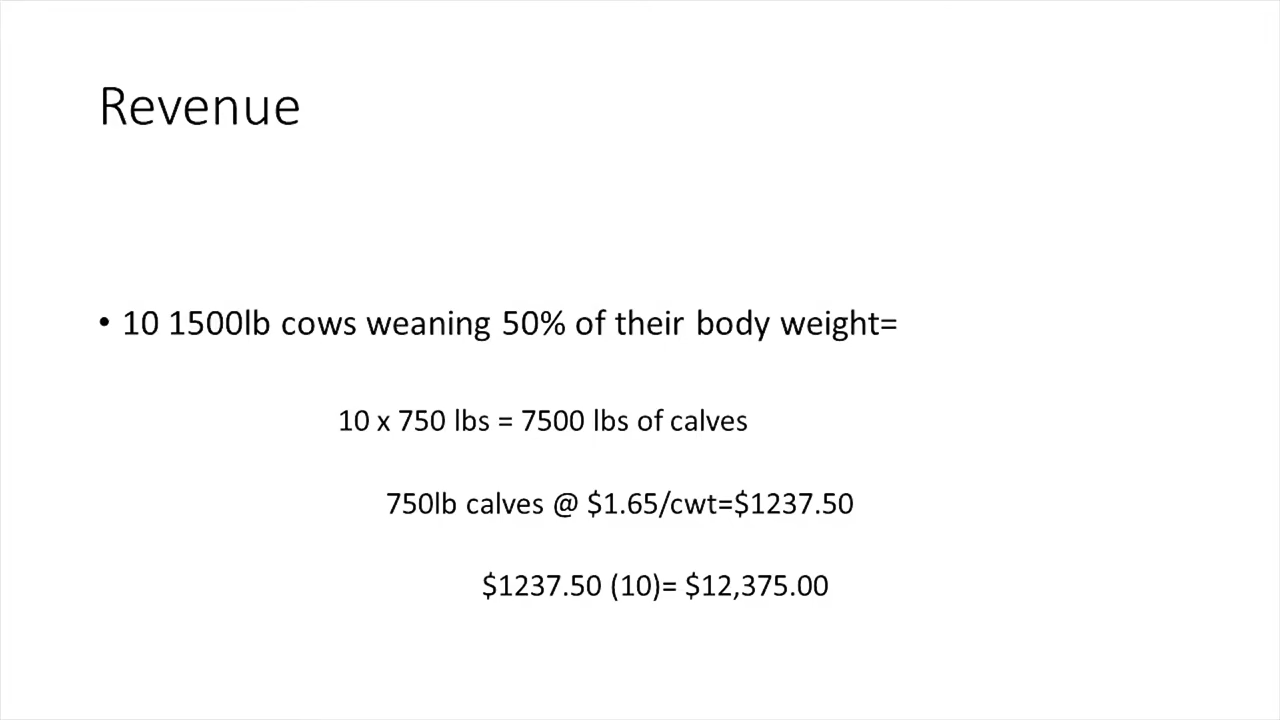 Revenue
• 10 1500lb cows weaning 50% of their body weight=
10 x 750 lbs = 7500 lbs of calves
750lb calves @ $1.65/cwt=$1237.50
$1237.50 (10)= $12,375.00